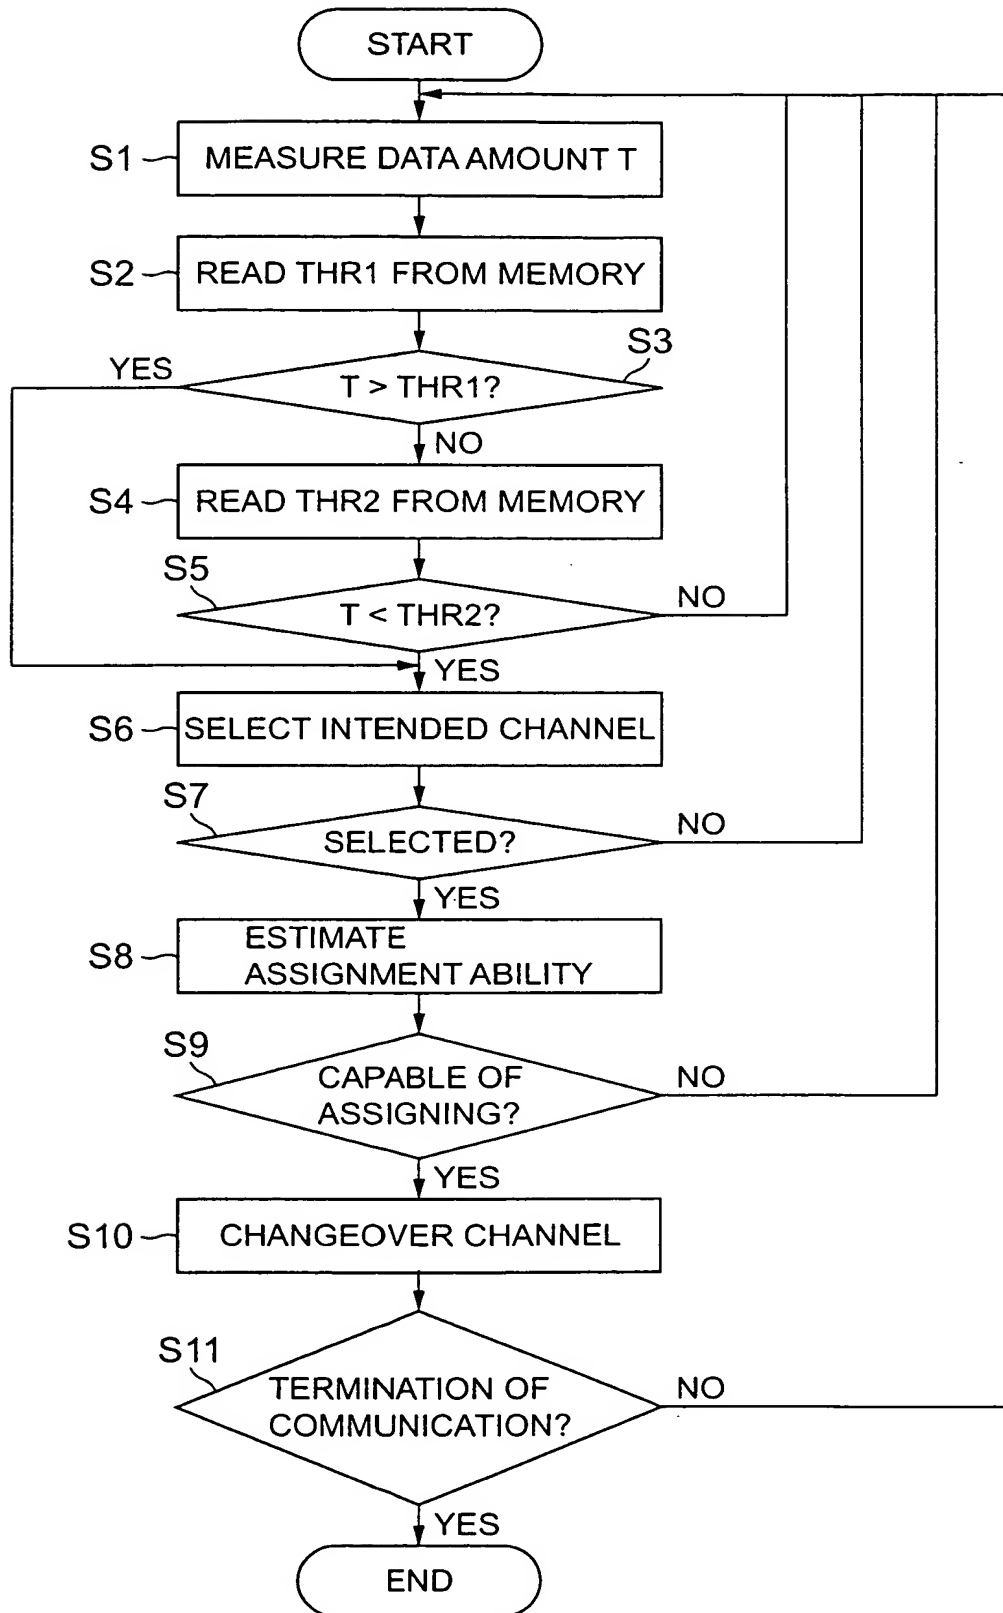 START
S1
MEASURE DATA AMOUNT T
S2
READ THR1 FROM MEMORY
S3
YES
T > THR1?
NO
S4
READ THR2 FROM MEMORY
S5
T < THR2?
NO
YES
S6
SELECT INTENDED CHANNEL
S7
SELECTED?
NO
YES
S8
ESTIMATE
ASSIGNMENT ABILITY
S9
CAPABLE OF
ASSIGNING?
NO
YES
S10
CHANGEOVER CHANNEL
S11
TERMINATION OF
COMMUNICATION?
NO
YES
END